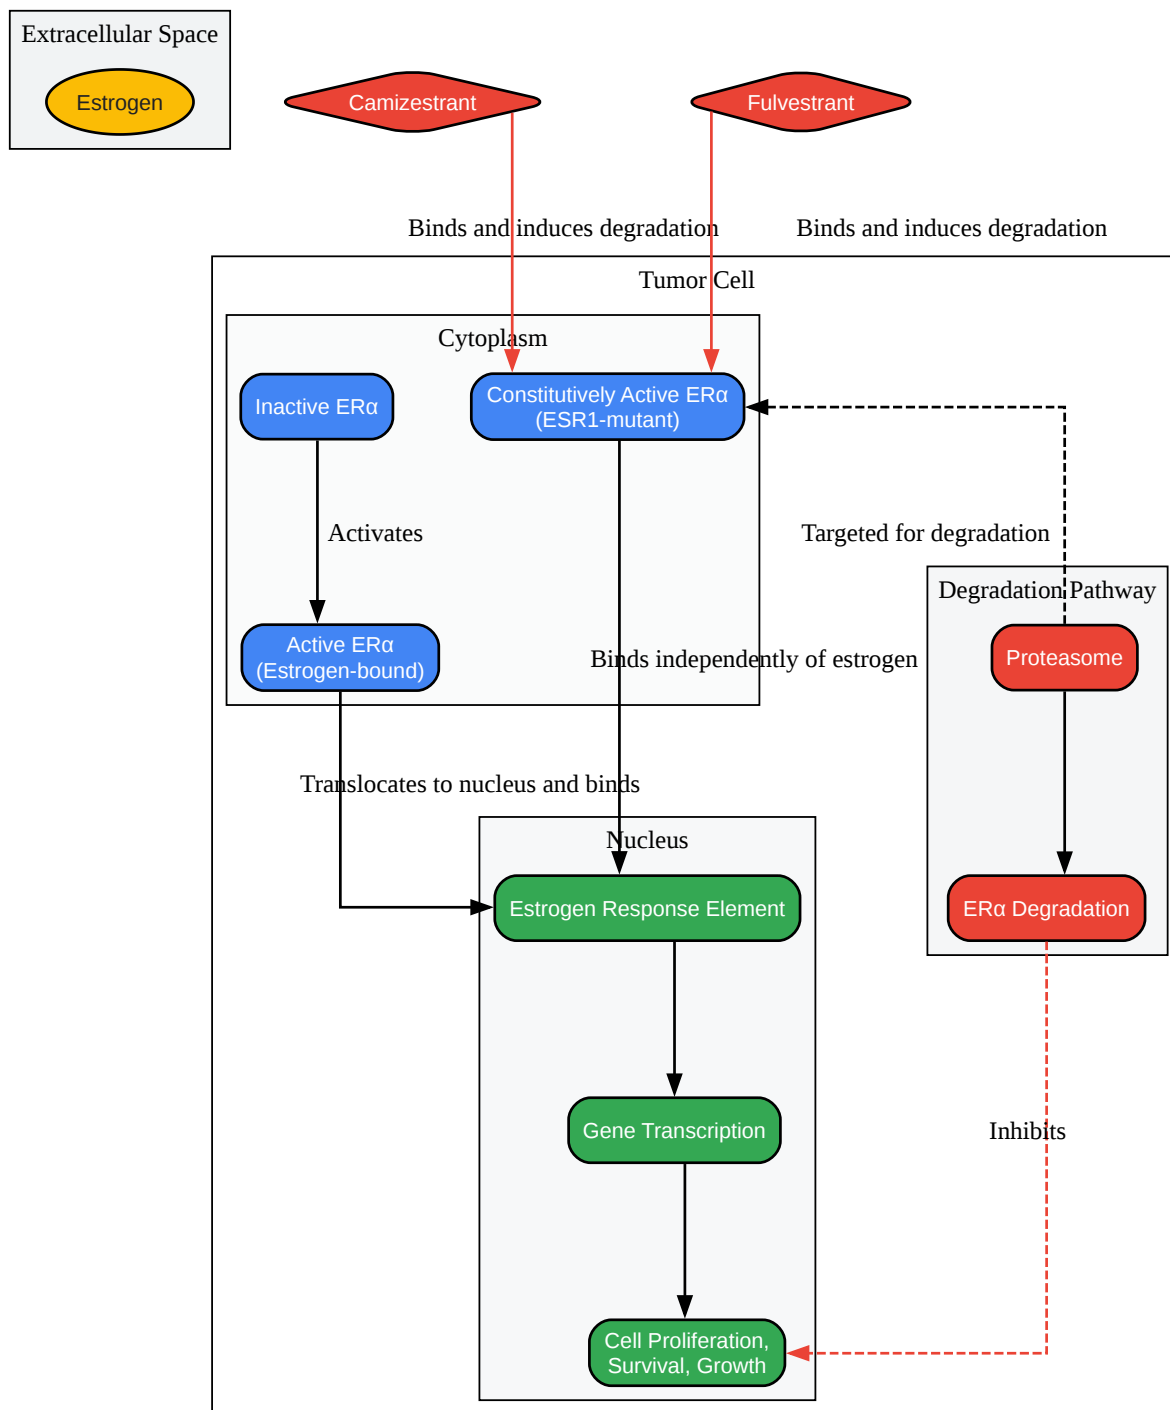 Extracellular Space
Estrogen
Camizestrant
Fulvestrant
Binds and induces degradation
Binds and induces degradation
Tumor Cell
Cytoplasm
Inactive ERα
Constitutively Active ERα
(ESR1-mutant)
Activates
Targeted for degradation
Degradation Pathway
Active ERα
(Estrogen-bound)
Binds independently of estrogen
Proteasome
Translocates to nucleus and binds
Nucleus
Estrogen Response Element
ERα Degradation
Gene Transcription
Inhibits
Cell Proliferation,
Survival, Growth